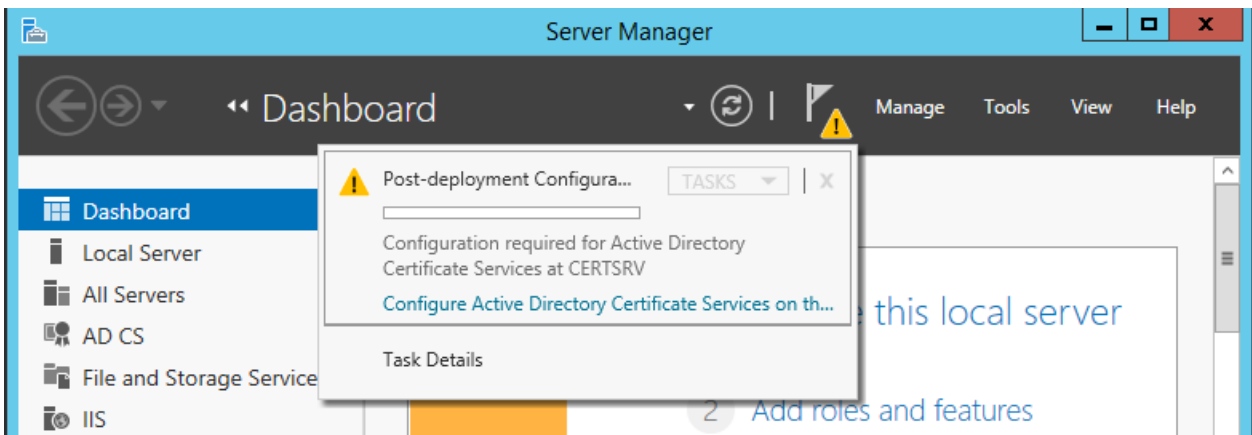 Server Manager
Dashboard
Manage Tools View Help
Post-deployment Configura...
TASKS
X
Configuration required for Active Directory
Certificate Services at CERTSRV
Configure Active Directory Certificate Services on th...
Task Details
Dashboard
Local Server
All Servers
AD CS
File and Storage Service
IIS
this local server
2 Add roles and features